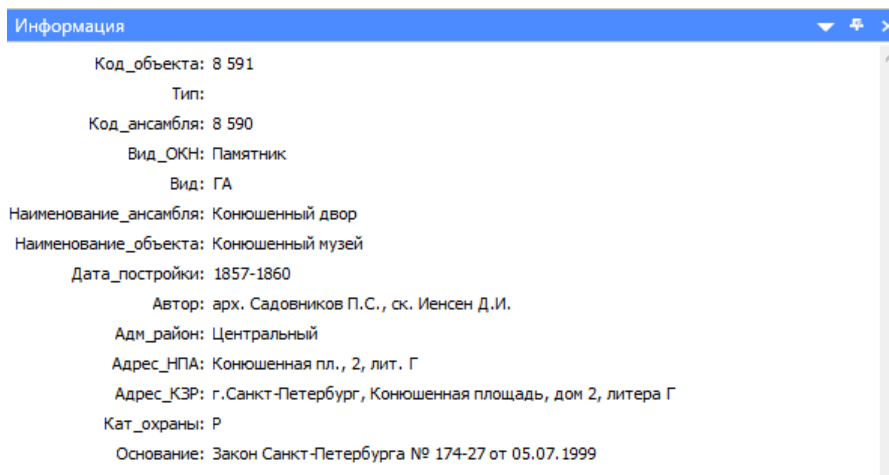 Информация
Код_объекта: 8 591
Тип:
Код_ансамбля: 8 590
Вид_ОКН: Памятник
Вид: ГА
Наименование_ансамбля: Конюшенный двор
Наименование_объекта: Конюшенный музей
Дата_постройки: 1857-1860
Автор: арх. Садовников П.С., ск. Иенсен Д.И.
Адм_район: Центральный
Адрес_НПА: Конюшенная пл., 2, лит. Г
Адрес_КЗР: г.Санкт-Петербург, Конюшенная площадь, дом 2, литера Г
Кат_охраны: Р
Основание: Закон Санкт-Петербурга № 174-27 от 05.07.1999